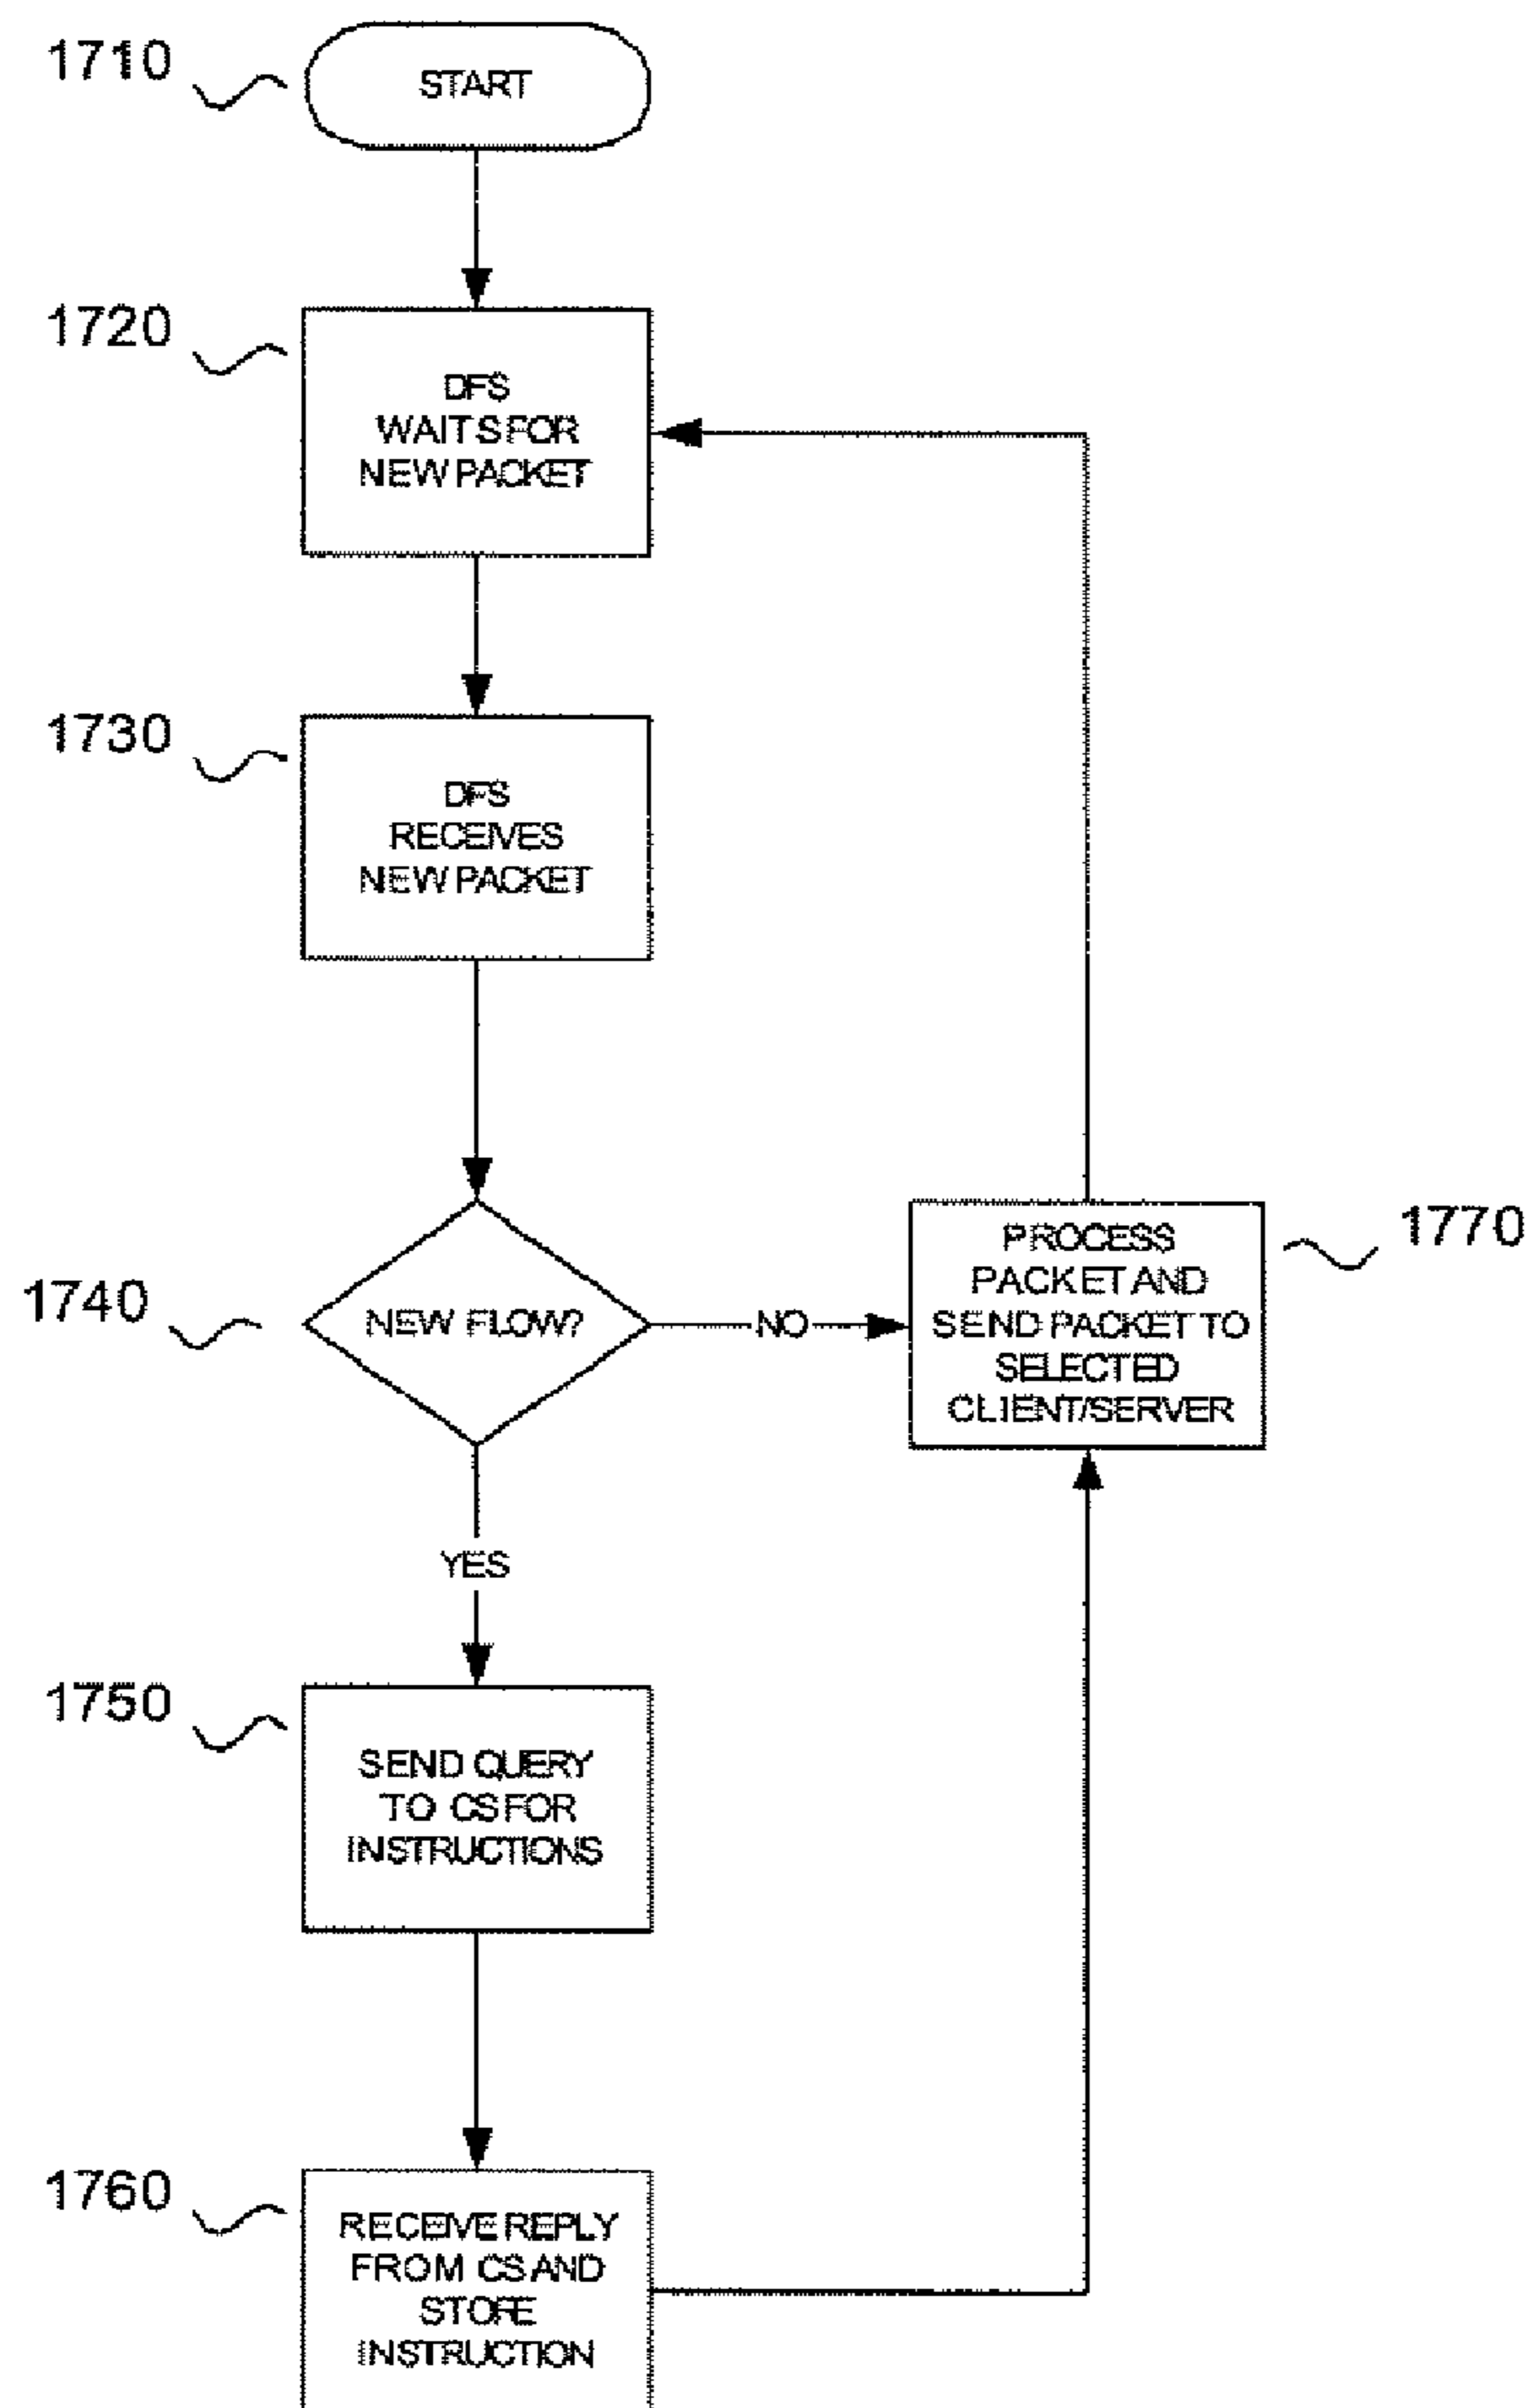 1710
START
1720
DFS
WAITS FOR
NEW PACKET
1730
DFS
RECEIVES
NEW PACKET
1740
NEW FLOW?
NO
PROCESS
PACKET AND
SEND PACKET TO
SELECTED
CLIENT/SERVER
1770
YES
1750
SEND QUERY
TO CS FOR
INSTRUCTIONS
1760
RECEIVE REPLY
FROM CS AND
STORE
INSTRUCTION